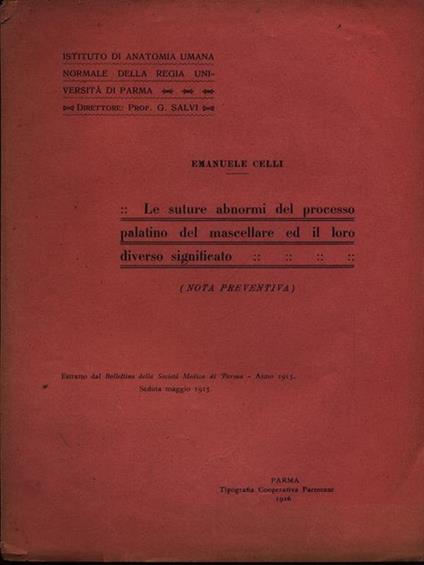 ISTITUTO DI ANATOMIA UMANA
NORMALE DELLA REGIA UNI-
VERSITÀ DI PARMA
DIRETTORE: PROF. G. SALVI
EMANUELE CELLI
:: Le suture abnormi del processo
palatino del mascellare ed il loro
diverso significato :: :: :: ::
(NOTA PREVENTIVA)
Estratto dal Bollettino della Società Medica di Parma - Anno 1915.
Seduta maggio 1915
PARMA
Tipografia Cooperativa Parmense
1916